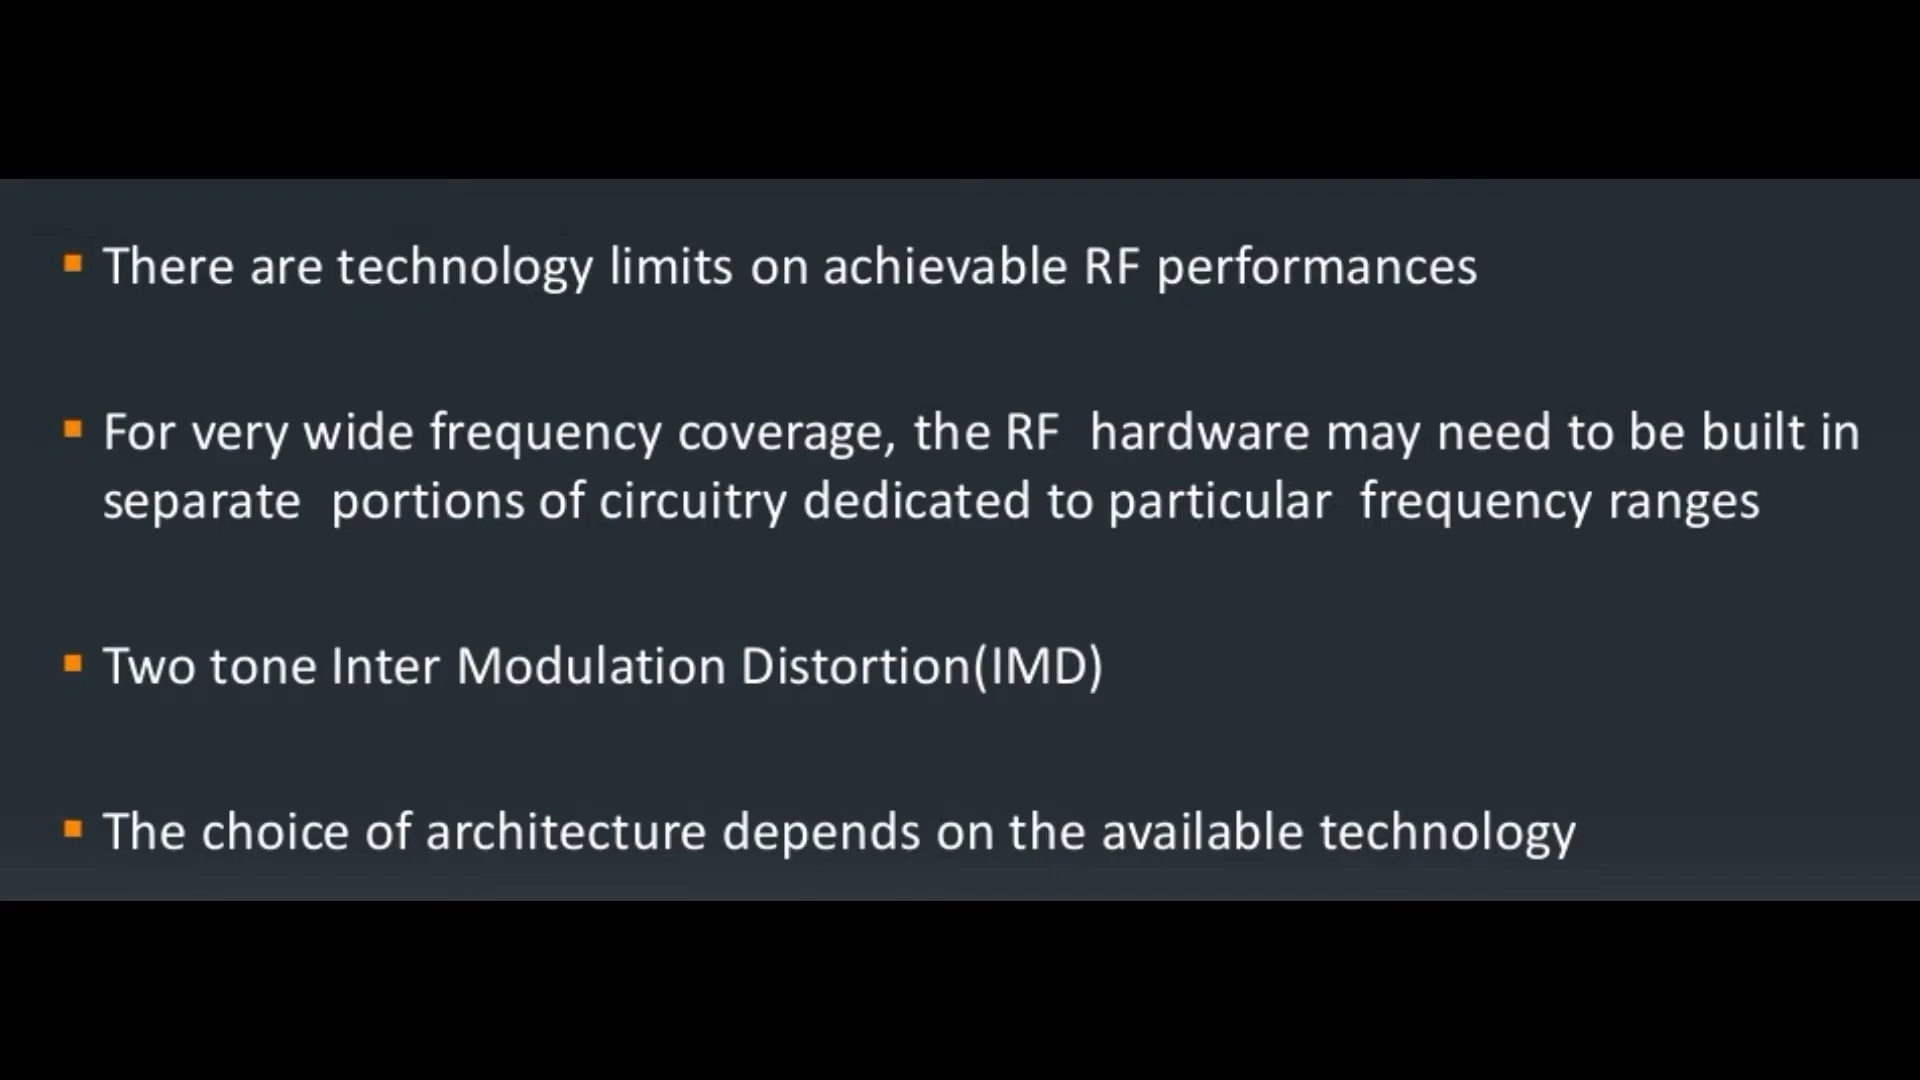 ▪ There are technology limits on achievable RF performances
▪ For very wide frequency coverage, the RF hardware may need to be built in
separate portions of circuitry dedicated to particular frequency ranges
▪ Two tone Inter Modulation Distortion(IMD)
▪ The choice of architecture depends on the available technology